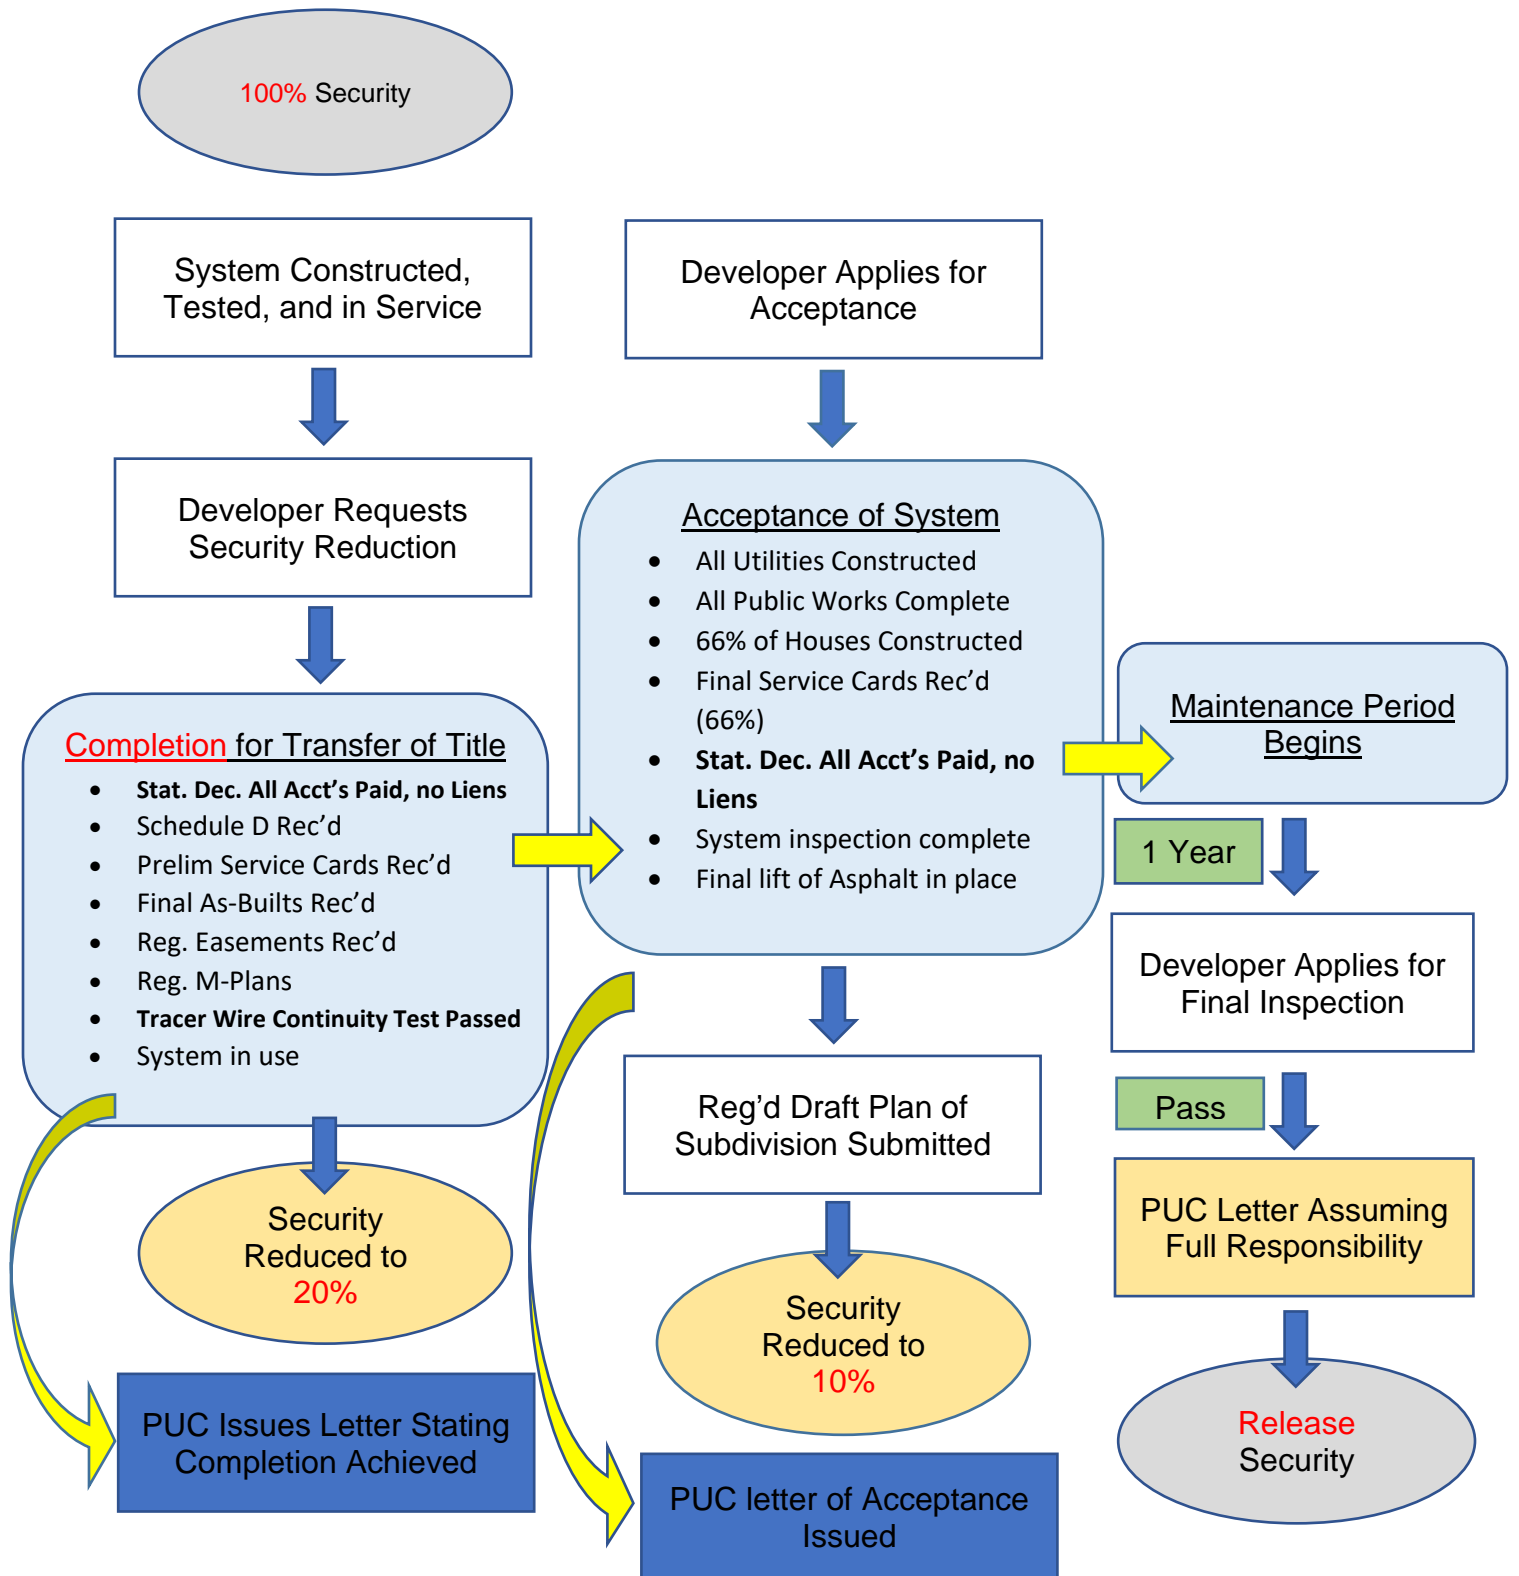 100% Security
System Constructed,
Tested, and in Service
Developer Requests
Security Reduction
Completion for Transfer of Title
• Stat. Dec. All Acct’s Paid, no Liens
• Schedule D Rec’d
• Prelim Service Cards Rec’d
• Final As-Builts Rec’d
• Reg. Easements Rec’d
• Reg. M-Plans
• Tracer Wire Continuity Test Passed
• System in use
Security
Reduced to
20%
PUC Issues Letter Stating
Completion Achieved
Developer Applies for
Acceptance
Acceptance of System
• All Utilities Constructed
• All Public Works Complete
• 66% of Houses Constructed
• Final Service Cards Rec’d
(66%)
• Stat. Dec. All Acct’s Paid, no
Liens
• System inspection complete
• Final lift of Asphalt in place
Reg’d Draft Plan of
Subdivision Submitted
Security
Reduced to
10%
PUC letter of Acceptance
Issued
Maintenance Period
Begins
1 Year
Developer Applies for
Final Inspection
Pass
PUC Letter Assuming
Full Responsibility
Release
Security